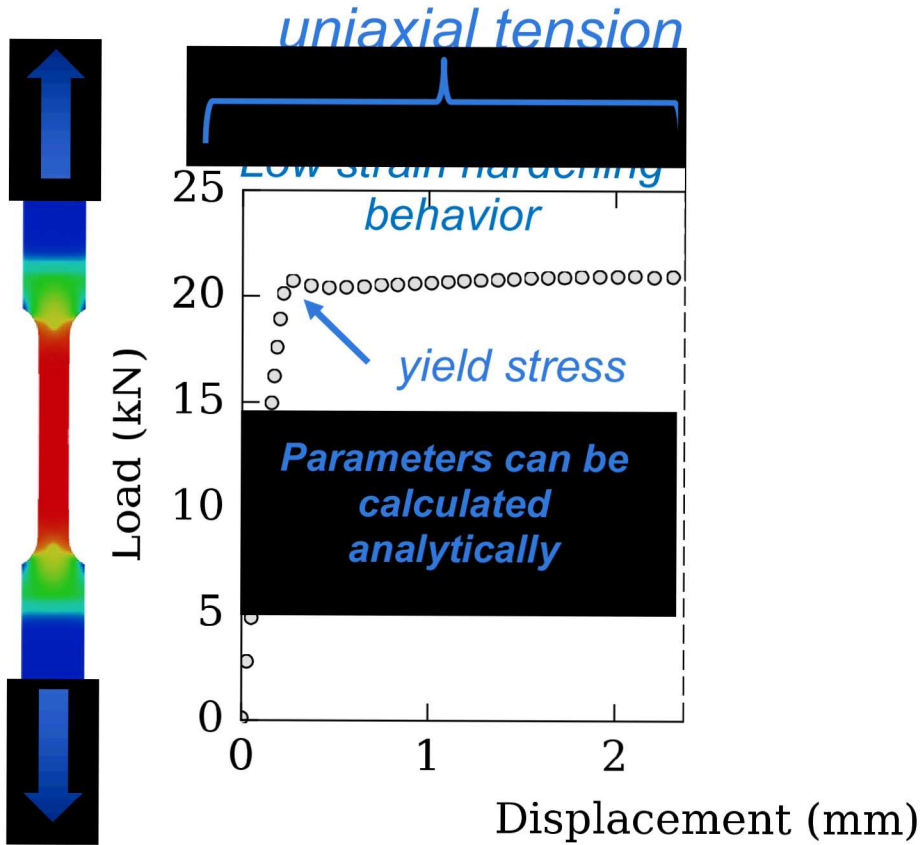 uniaxial tension
Low strain hardening
behavior
25
20
15
10
5
0
yield stress
Parameters can be
calculated
analytically
Load (kN)
0 1 2
Displacement (mm)